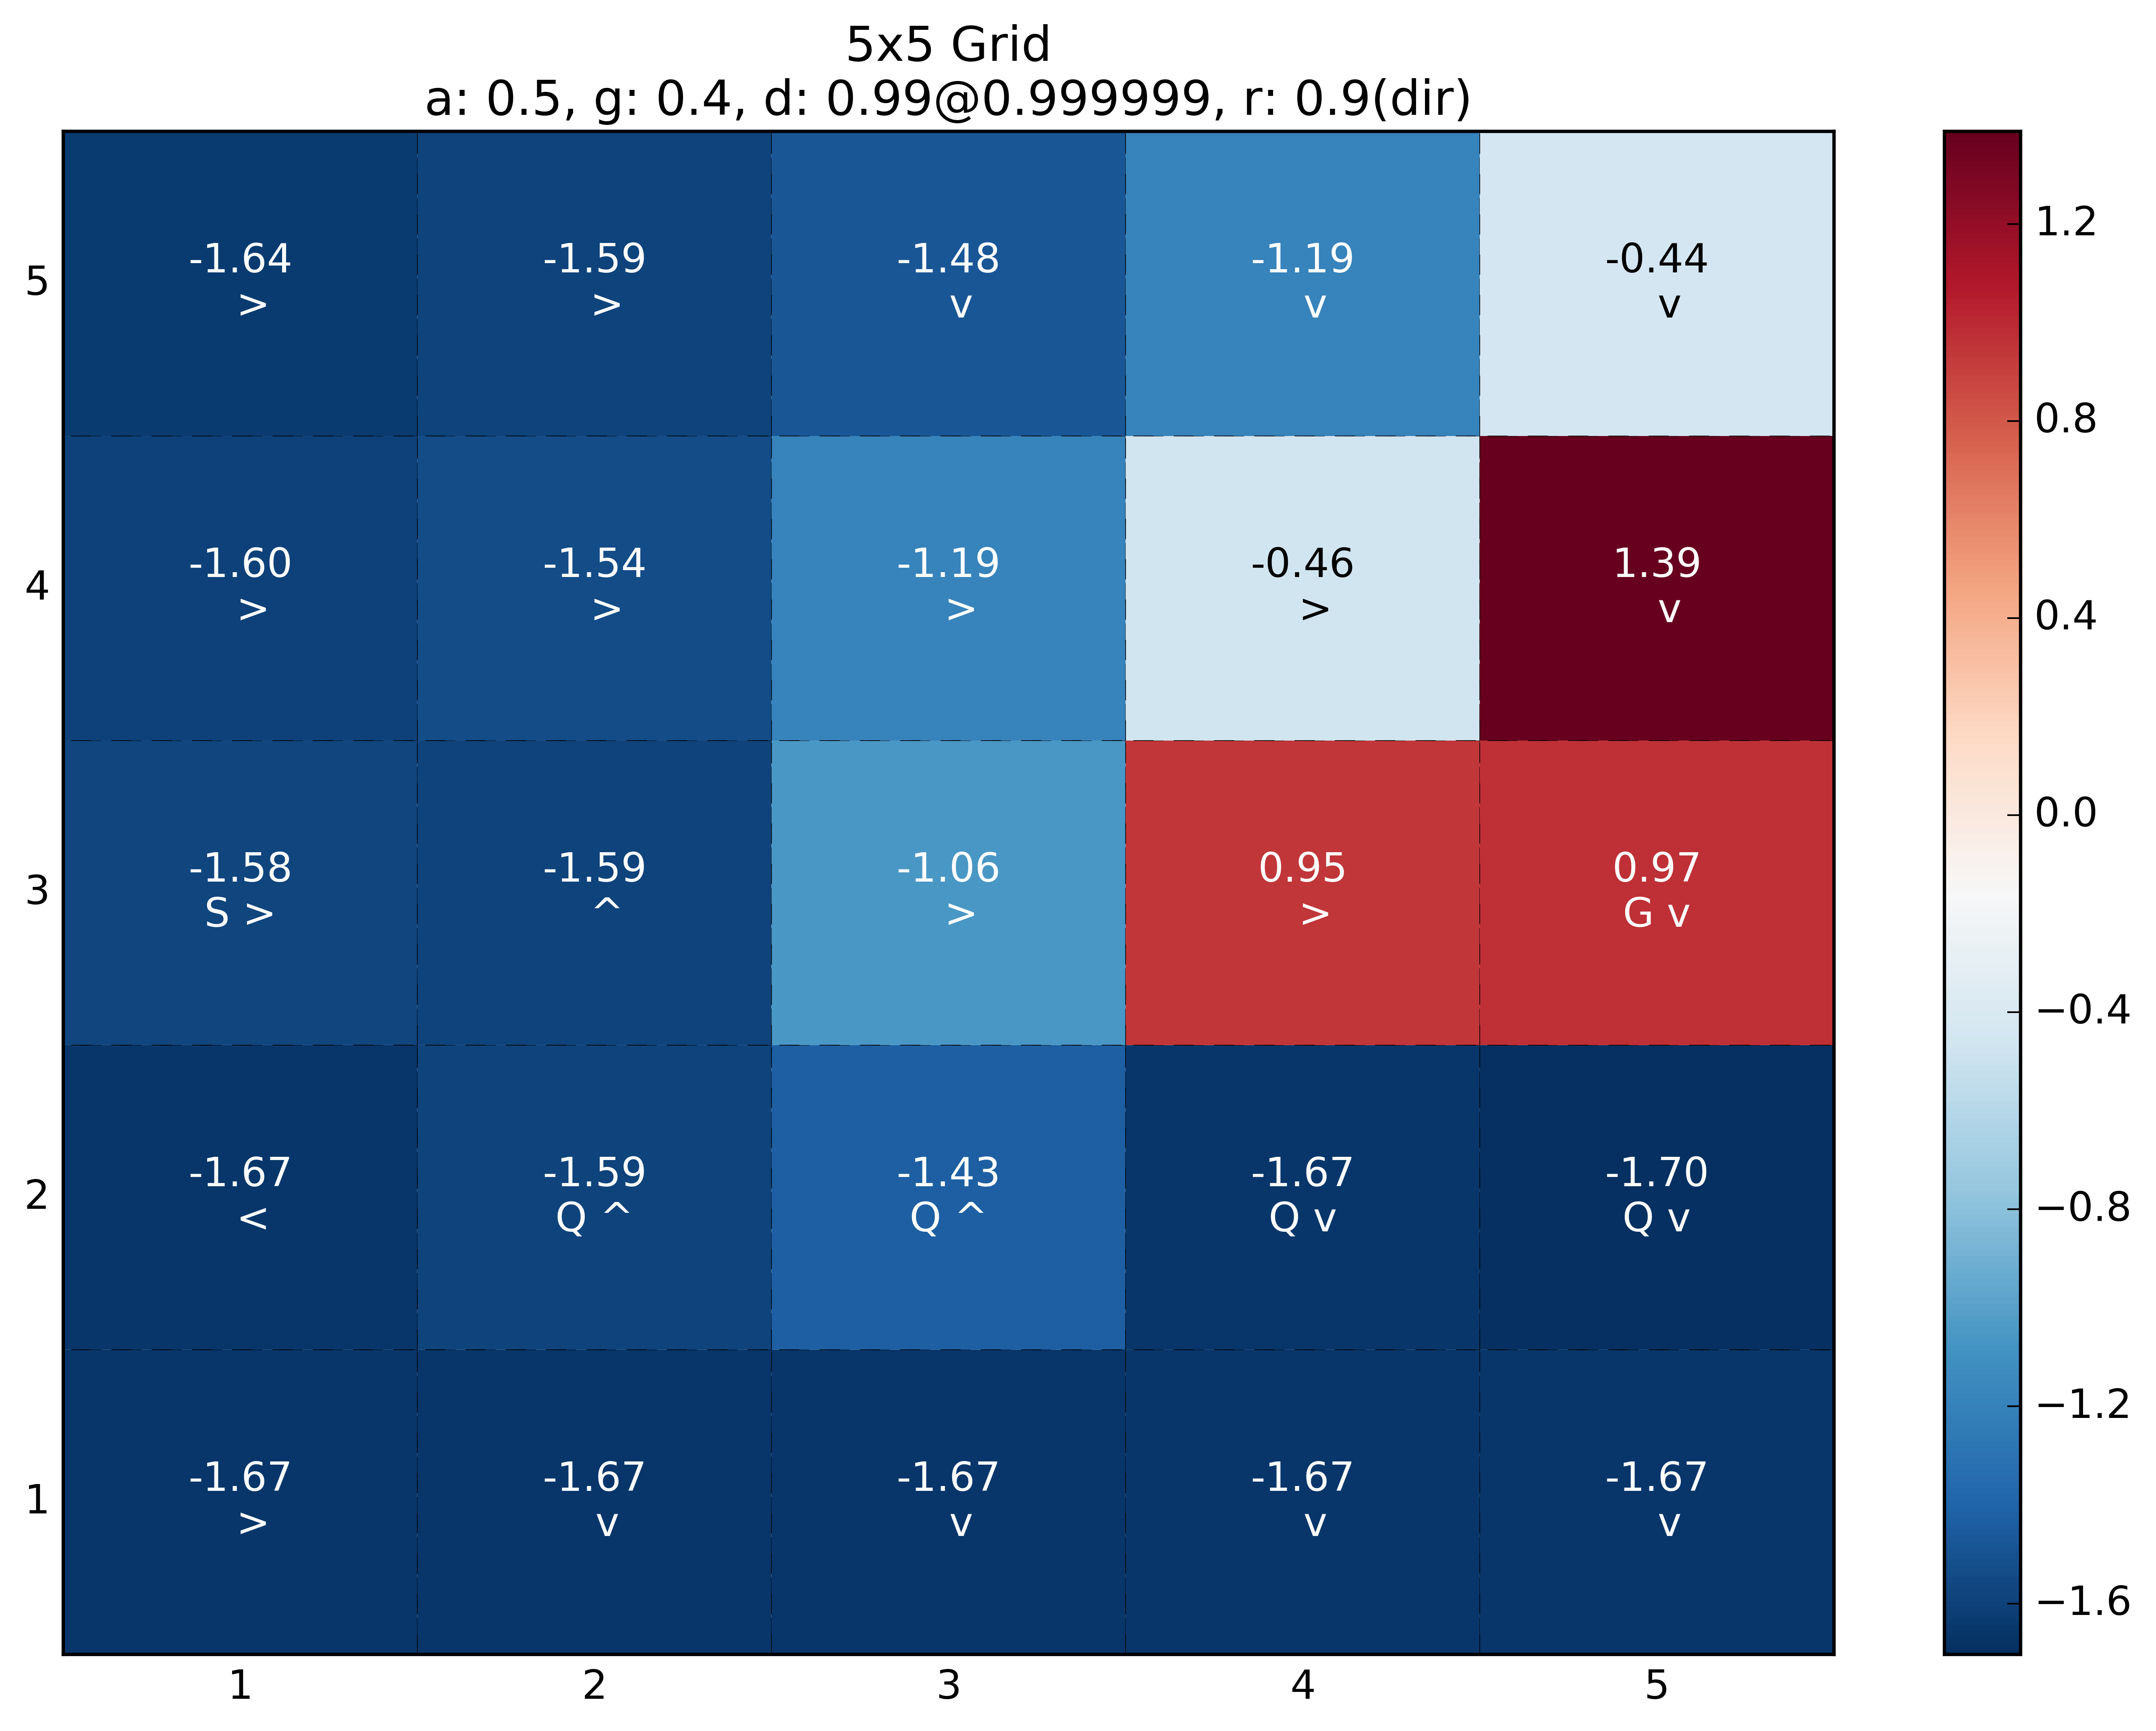 5x5 Grid
a: 0.5, g: 0.4, d: 0.99@0.999999, r: 0.9(dir)
5
-1.64
>
-1.59
>
-1.48
v
-1.19
v
-0.44
v
4
-1.60
>
-1.54
>
-1.19
>
-0.46
>
1.39
v
3
-1.58
S >
-1.59
^
-1.06
>
0.95
>
0.97
G v
2
-1.67
<
-1.59
Q ^
-1.43
Q ^
-1.67
Q v
-1.70
Q v
1
-1.67
>
-1.67
v
-1.67
v
-1.67
v
-1.67
v
1 2 3 4 5
1.2
0.8
0.4
0.0
−0.4
−0.8
−1.2
−1.6